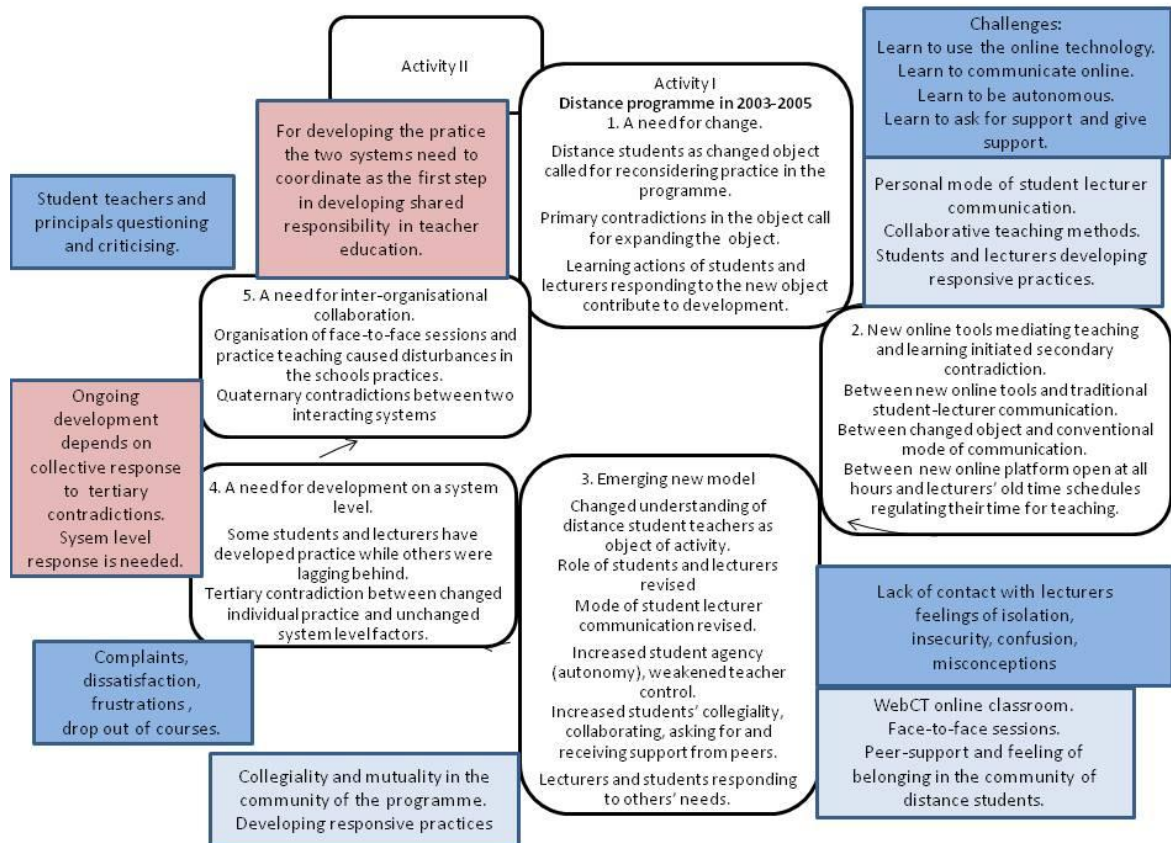 Activity II
Activity I
Distance programme in 2003-2005
1. A need for change.
Distance students as changed object
called for reconsidering practice in the
programme.
Primary contradictions in the object call
for expanding the object.
Learning actions of students and
lecturers responding to the new object
contribute to development.
Challenges:
Learn to use the online technology.
Learn to communicate online.
Learn to be autonomous.
Learn to ask for support and give
support.
Personal mode of student lecturer
communication.
Collaborative teaching methods.
Students and lecturers developing
responsive practices.
2. New online tools mediating teaching
and learning initiated secondary
contradiction.
Between new online tools and traditional
student-lecturer communication.
Between changed object and conventional
mode of communication.
Between new online platform open at all
hours and lecturers' old time schedules
regulating their time for teaching.
Lack of contact with lecturers
feelings of isolation,
insecurity, confusion,
misconceptions
WebCT online classroom.
Face-to-face sessions.
Peer-support and feeling of
belonging in the community of
distance students.
3. Emerging new model
Changed understanding of
distance student teachers as
object of activity.
Role of students and lecturers
revised
Mode of student lecturer
communication revised.
Increased student agency
(autonomy), weakened teacher
control.
Increased students' collegiality,
collaborating, asking for and
receiving support from peers.
Lecturers and students responding
to others' needs.
Collegiality and mutuality in the
community of the programme.
Developing responsive practices
4. A need for development on a system
level.
Some students and lecturers have
developed practice while others were
lagging behind.
Tertiary contradiction between changed
individual practice and unchanged
system level factors.
Complaints,
dissatisfaction,
frustrations ,
drop out of courses.
Ongoing
development
depends on
collective response
to tertiary
contradictions.
Sysem level
response is needed.
5. A need for inter-organisational
collaboration.
Organisation of face-to-face sessions and
practice teaching caused disturbances in
the schools practices.
Quaternary contradictions between two
interacting systems
Student teachers and
principals questioning
and criticising.
For developing the pratice
the two systems need to
coordinate as the first step
in developing shared
responsibility in teacher
education.